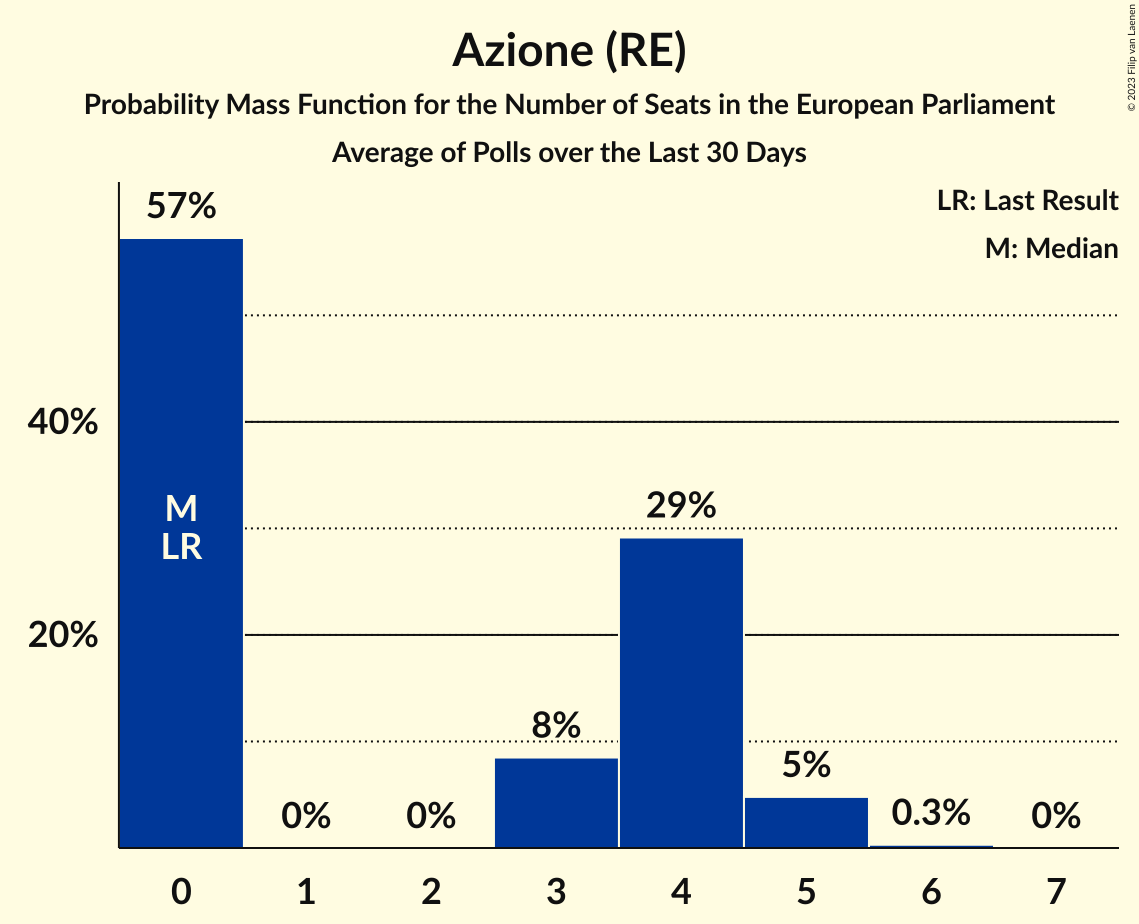 Azione (RE)
Probability Mass Function for the Number of Seats in the European Parliament
Average of Polls over the Last 30 Days
© 2023 Filip van Laenen
LR: Last Result
M: Median
57%
40%
20%
M
LR
0%
0%
8%
29%
5%
0.3%
0%
0 1 2 3 4 5 6 7